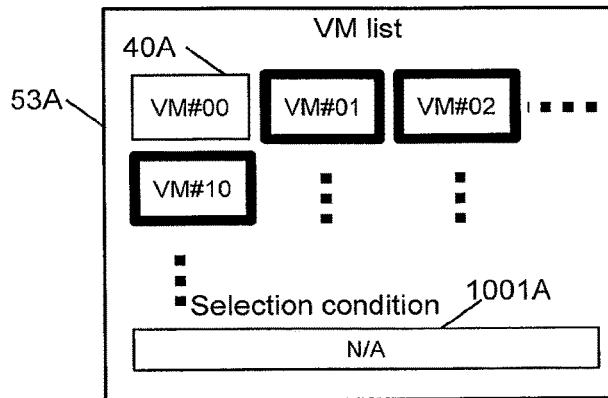 VM list
40A
53A
VM#00 VM#01 VM#02
VM#10
Selection condition
1001A
N/A